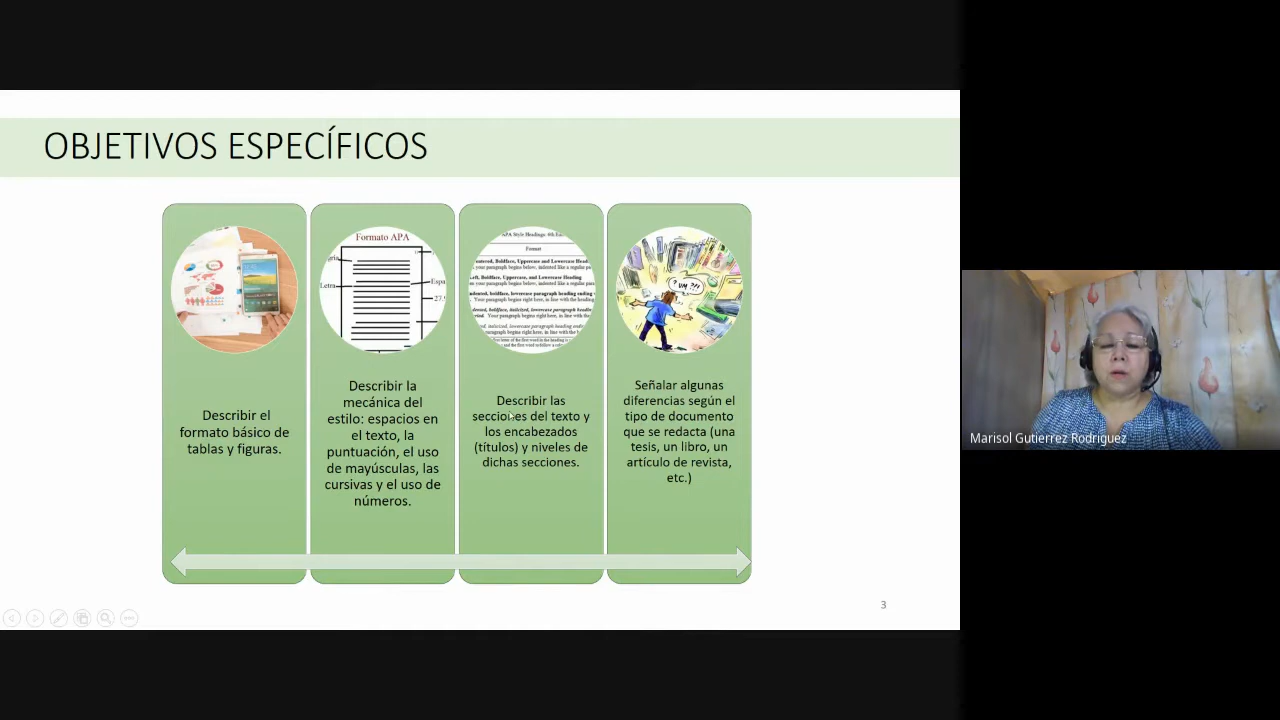 OBJETIVOS ESPECÍFICOS
Describir el
formato básico de
tablas y figuras.
Formato APA
Letra
Describir la
mecánica del
estilo: espacios en
el texto, la
puntuación, el uso
de mayúsculas, las
cursivas y el uso de
números.
Format
Describir las
secciones del texto y
los encabezados
(títulos) y niveles de
dichas secciones.
? UM ?!!
Señalar algunas
diferencias según el
tipo de documento
que se redacta (una
tesis, un libro, un
artículo de revista,
etc.)
3
Marisol Gutierrez Rodriguez